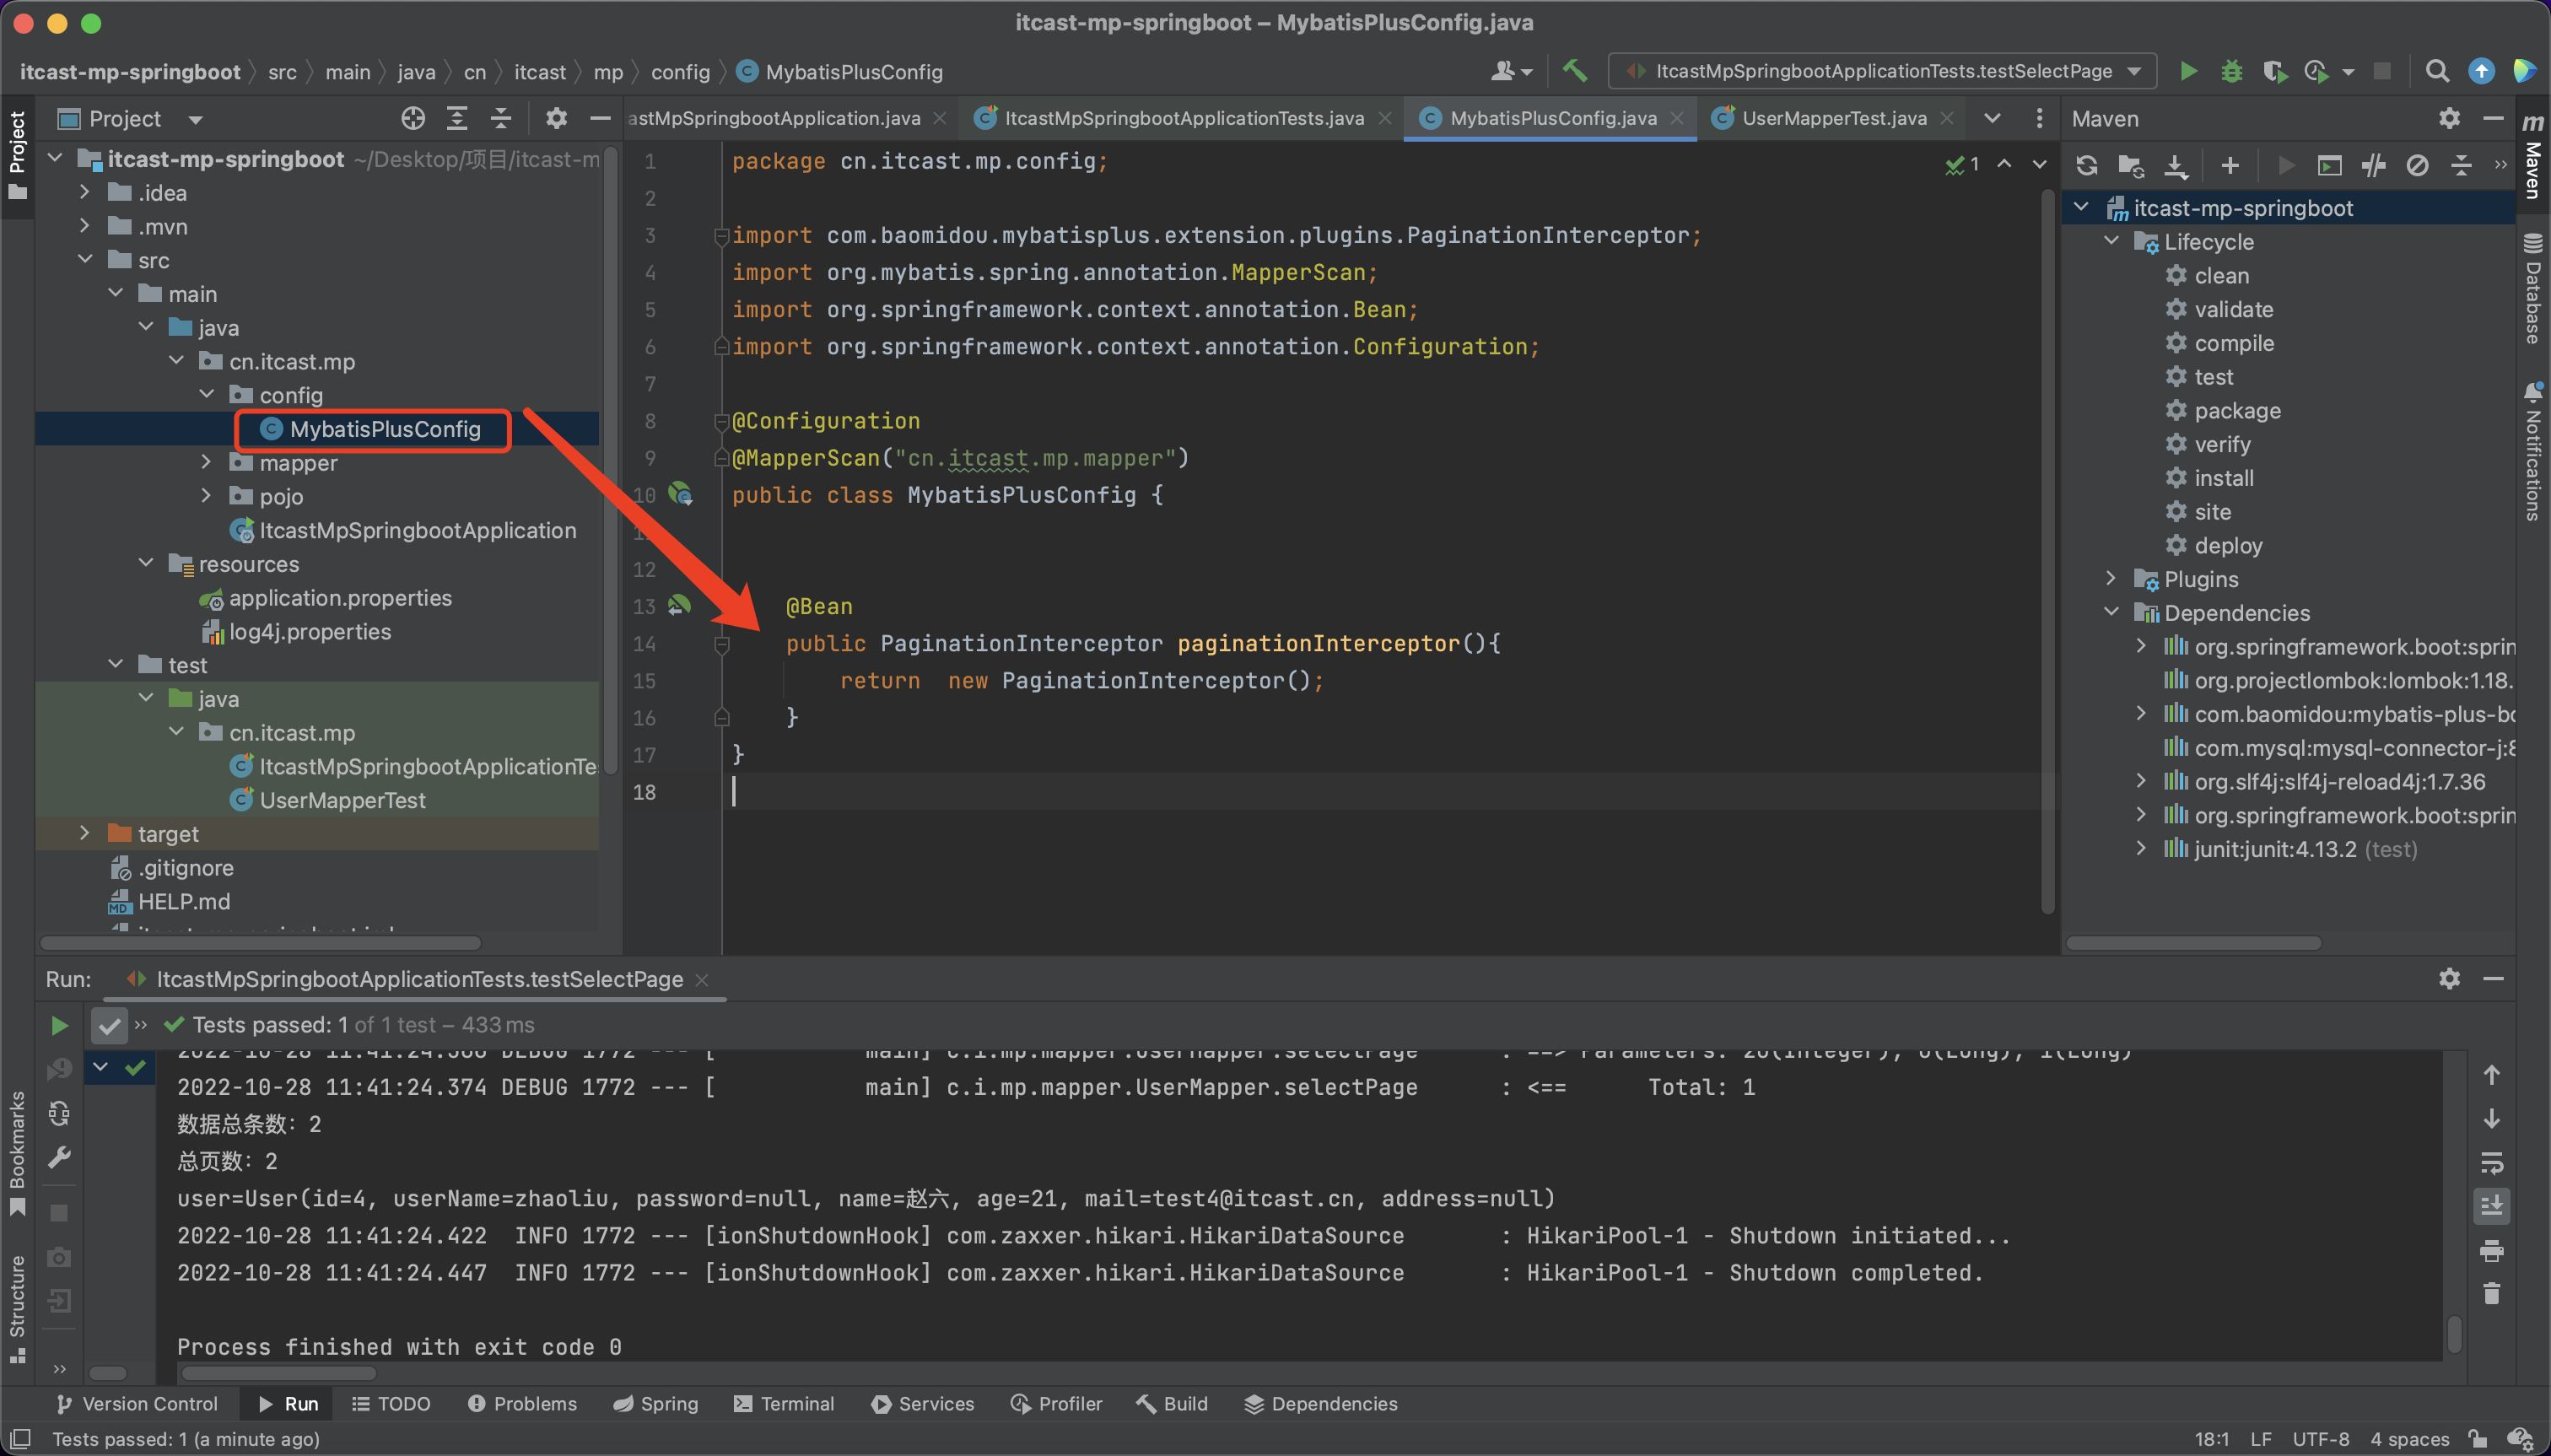 itcast-mp-springboot – MybatisPlusConfig.java
itcast-mp-springboot src main java cn itcast mp config MybatisPlusConfig
ItcastMpSpringbootApplicationTests.testSelectPage
Project
astMpSpringbootApplication.java
ItcastMpSpringbootApplicationTests.java
MybatisPlusConfig.java
UserMapperTest.java
Maven
Project
itcast-mp-springboot ~/Desktop/项目/itcast-m
.idea
.mvn
src
main
java
cn.itcast.mp
config
MybatisPlusConfig
mapper
pojo
ItcastMpSpringbootApplication
resources
application.properties
log4j.properties
test
java
cn.itcast.mp
ItcastMpSpringbootApplicationTe
UserMapperTest
target
.gitignore
HELP.md
1 package cn.itcast.mp.config;
2
3 import com.baomidou.mybatisplus.extension.plugins.PaginationInterceptor;
4 import org.mybatis.spring.annotation.MapperScan;
5 import org.springframework.context.annotation.Bean;
6 import org.springframework.context.annotation.Configuration;
7
8 @Configuration
9 @MapperScan("cn.itcast.mp.mapper")
10 public class MybatisPlusConfig {
12
13 @Bean
14 public PaginationInterceptor paginationInterceptor(){
15 return  new PaginationInterceptor();
16 }
17 }
18
1
itcast-mp-springboot
Lifecycle
clean
validate
compile
test
package
verify
install
site
deploy
Plugins
Dependencies
org.springframework.boot:sprin
org.projectlombok:lombok:1.18.
com.baomidou:mybatis-plus-bo
com.mysql:mysql-connector-j:8
org.slf4j:slf4j-reload4j:1.7.36
org.springframework.boot:sprin
junit:junit:4.13.2 (test)
Maven
Database
Notifications
Run: ItcastMpSpringbootApplicationTests.testSelectPage
Tests passed: 1 of 1 test – 433 ms
2022-10-28 11:41:24.374 DEBUG 1772 --- [           main] c.i.mp.mapper.UserMapper.selectPage      : <==      Total: 1
数据总条数: 2
总页数: 2
user=User(id=4, userName=zhaoliu, password=null, name=赵六, age=21, mail=test4@itcast.cn, address=null)
2022-10-28 11:41:24.422  INFO 1772 --- [ionShutdownHook] com.zaxxer.hikari.HikariDataSource       : HikariPool-1 - Shutdown initiated...
2022-10-28 11:41:24.447  INFO 1772 --- [ionShutdownHook] com.zaxxer.hikari.HikariDataSource       : HikariPool-1 - Shutdown completed.
Process finished with exit code 0
Bookmarks
Structure
Version Control Run TODO Problems Spring Terminal Services Profiler Build Dependencies
Tests passed: 1 (a minute ago)
18:1 LF UTF-8 4 spaces